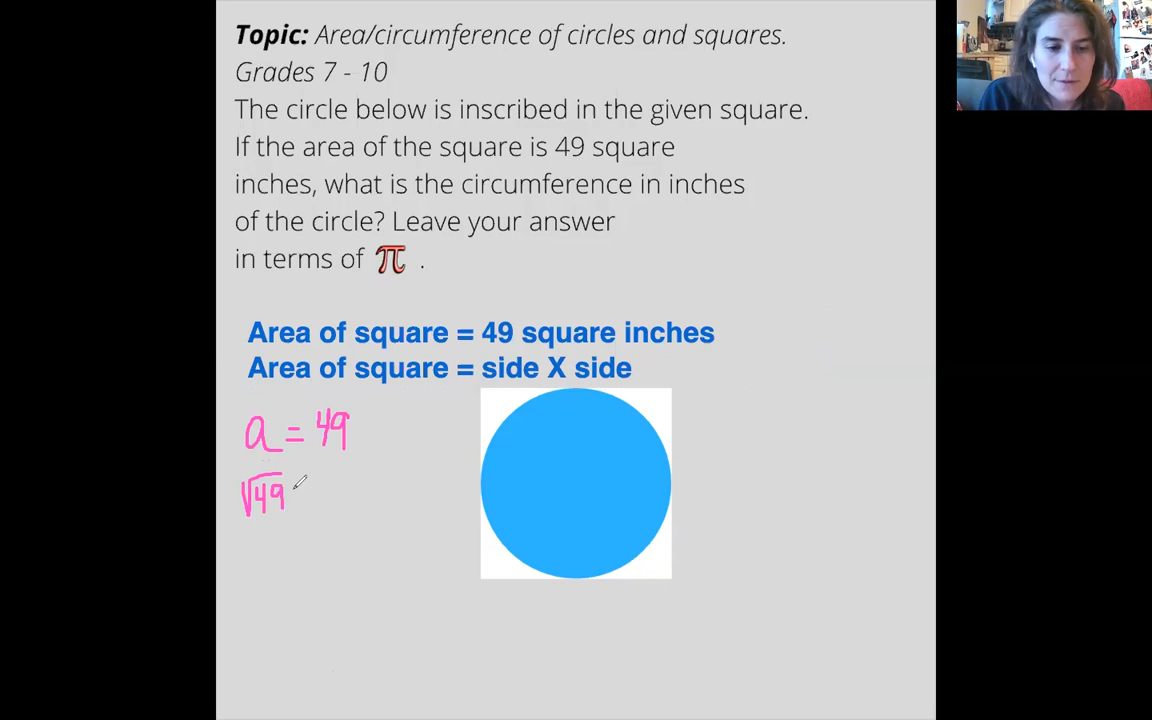 Topic: Area/circumference of circles and squares.
Grades 7 - 10
The circle below is inscribed in the given square.
If the area of the square is 49 square
inches, what is the circumference in inches
of the circle? Leave your answer
in terms of π .
Area of square = 49 square inches
Area of square = side X side
a = 49
√49